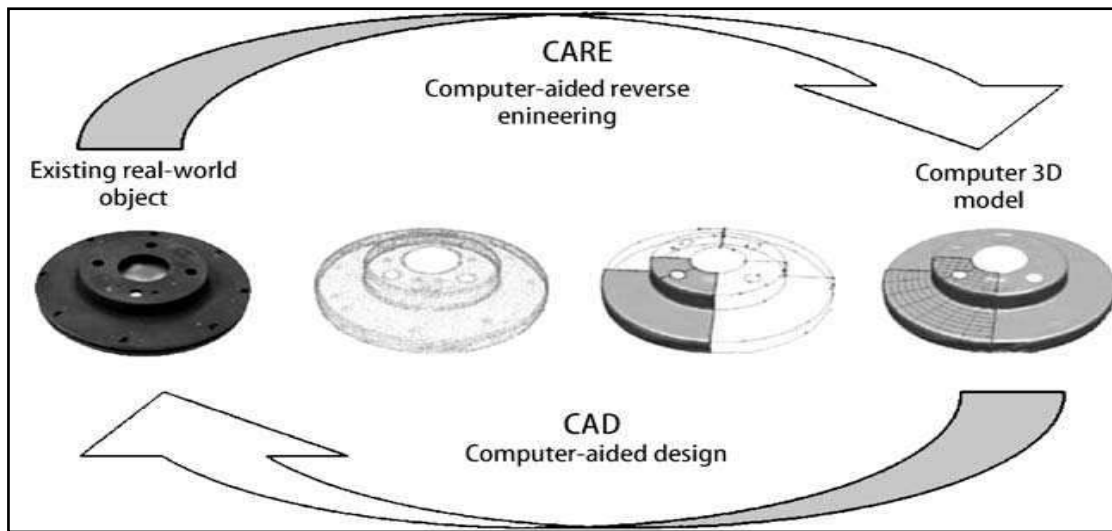 CARE
Computer-aided reverse
enineering
Existing real-world
object
Computer 3D
model
CAD
Computer-aided design